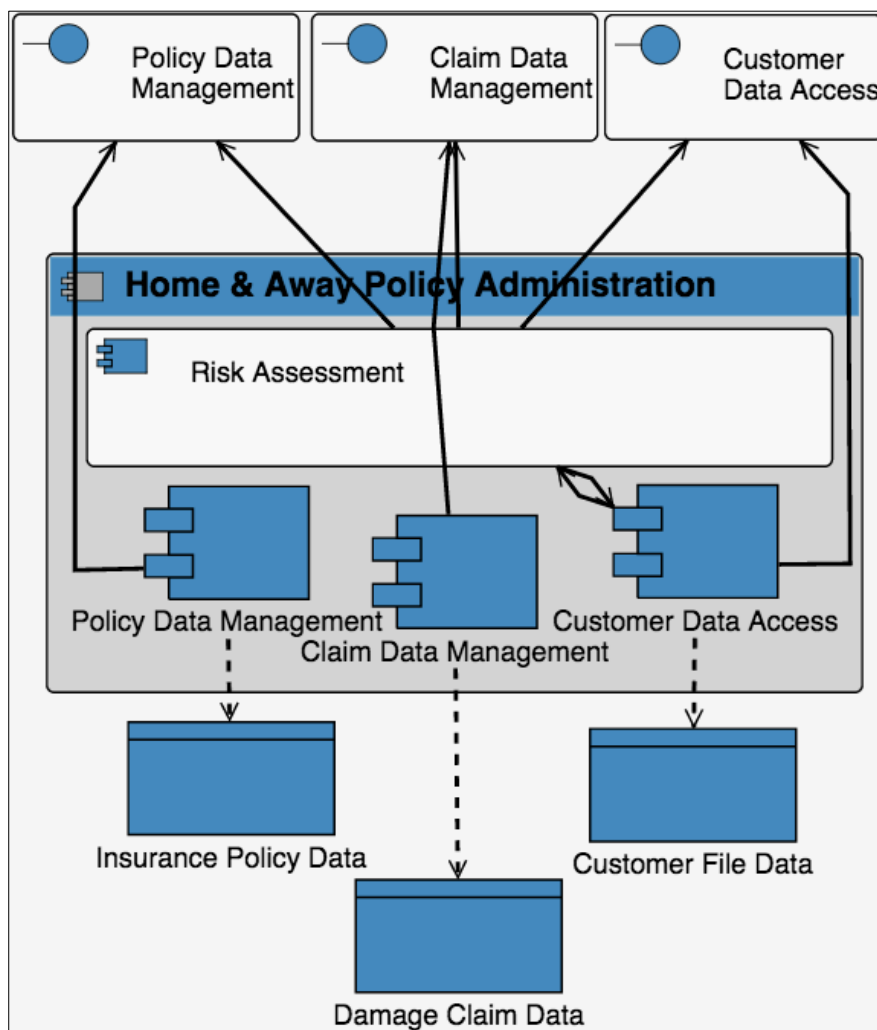 Policy Data
Management
Claim Data
Management
Customer
Data Access
Home & Away Policy Administration
Risk Assessment
Policy Data Management
Claim Data Management
Customer Data Access
Insurance Policy Data
Customer File Data
Damage Claim Data